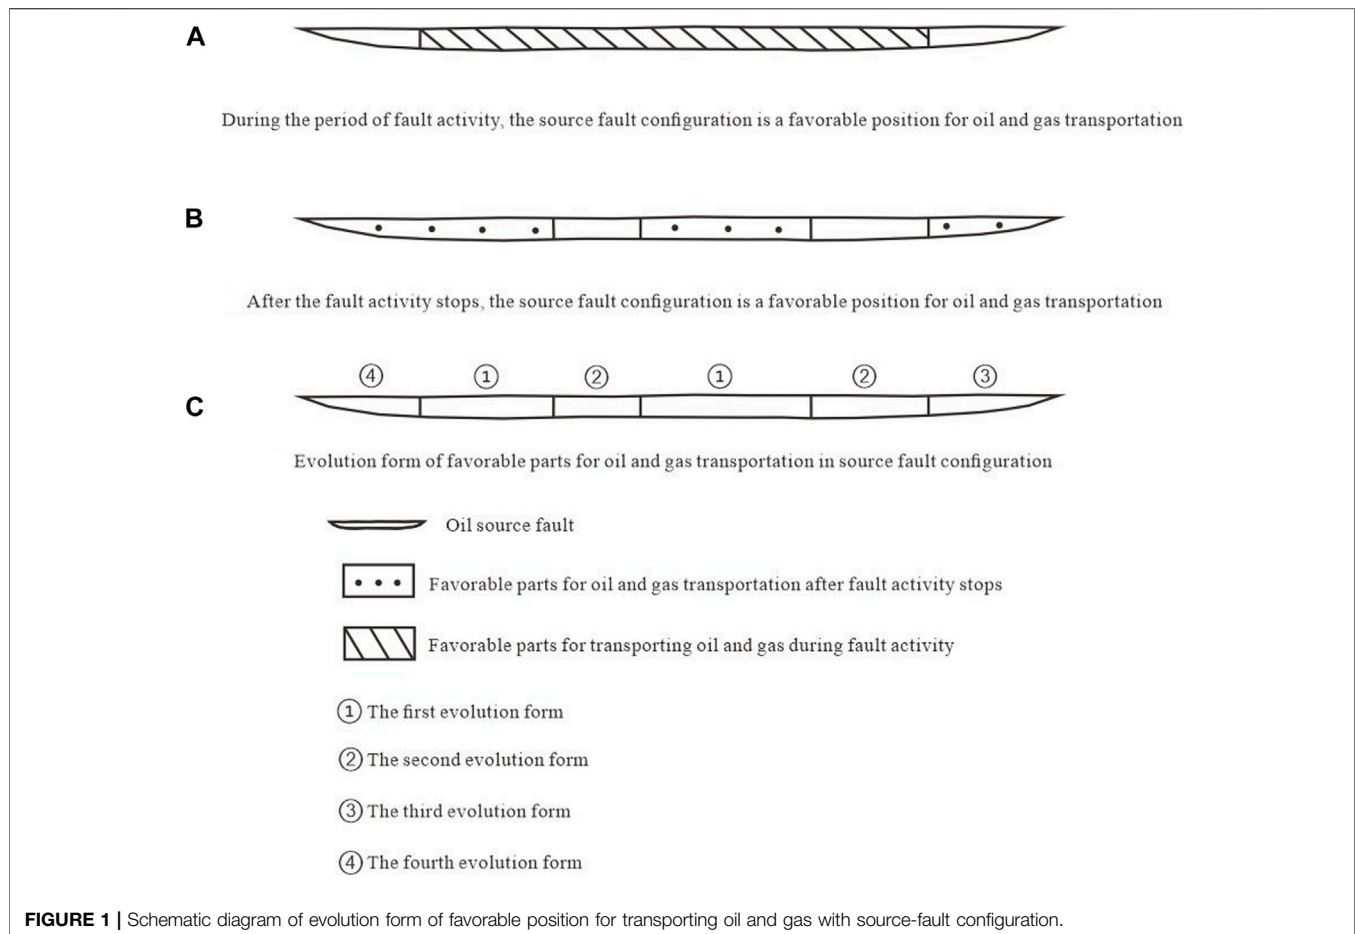 A
During the period of fault activity, the source fault configuration is a favorable position for oil and gas transportation
B
After the fault activity stops, the source fault configuration is a favorable position for oil and gas transportation
④ ① ② ① ② ③
C
Evolution form of favorable parts for oil and gas transportation in source fault configuration
Oil source fault
Favorable parts for oil and gas transportation after fault activity stops
Favorable parts for transporting oil and gas during fault activity
① The first evolution form
② The second evolution form
③ The third evolution form
④ The fourth evolution form
FIGURE 1 | Schematic diagram of evolution form of favorable position for transporting oil and gas with source-fault configuration.